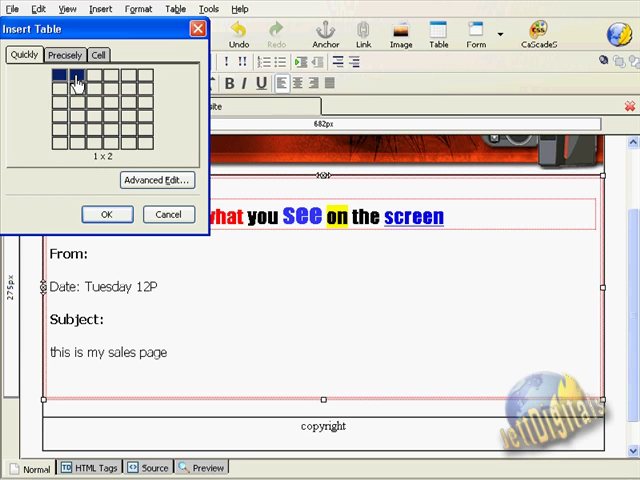 File Edit View Insert Format Table Tools Help
Insert Table
Undo Redo Anchor Link Image Table Form CaScadeS
Quickly Precisely Cell
! !! B I U
site
682px
1 x 2
Advanced Edit...
OK Cancel
what you see on the screen
From:
275px
Date: Tuesday 12P
Subject:
this is my sales page
copyright
JettDigitals
Normal HTML Tags Source Preview